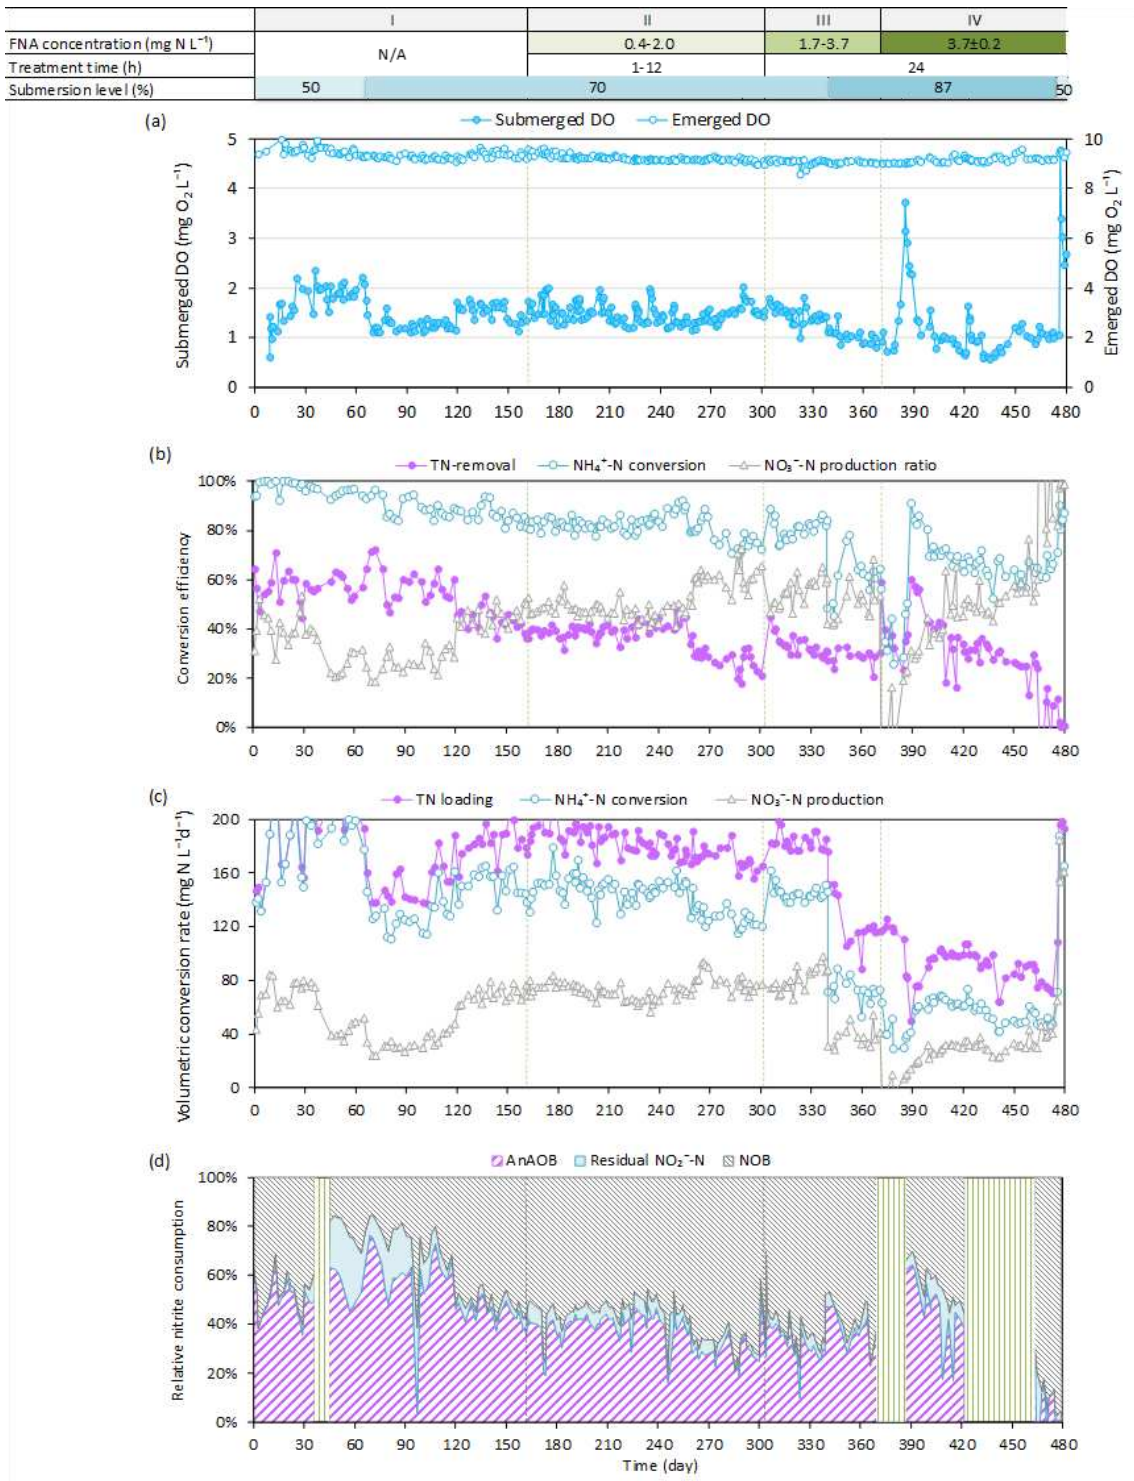 I II III IV
FNA concentration (mg N L⁻¹) N/A 0.4-2.0 1.7-3.7 3.7±0.2
Treatment time (h) 1-12 24
Submersion level (%) 50 70 87 50
(a)
Submerged DO Emerged DO
Submerged DO (mg O₂ L⁻¹)
5
4
3
2
1
0
10
8
6
4
2
0
Emerged DO (mg O₂ L⁻¹)
0 30 60 90 120 150 180 210 240 270 300 330 360 390 420 450 480
(b)
TN-removal NH₄⁺-N conversion NO₃⁻-N production ratio
Conversion efficiency
100%
80%
60%
40%
20%
0%
0 30 60 90 120 150 180 210 240 270 300 330 360 390 420 450 480
(c)
TN loading NH₄⁺-N conversion NO₃⁻-N production
Volumetric conversion rate (mg N L⁻¹d⁻¹)
200
160
120
80
40
0
0 30 60 90 120 150 180 210 240 270 300 330 360 390 420 450 480
(d)
AnAOB Residual NO₂⁻-N NOB
Relative nitrite consumption
100%
80%
60%
40%
20%
0%
0 30 60 90 120 150 180 210 240 270 300 330 360 390 420 450 480
Time (day)